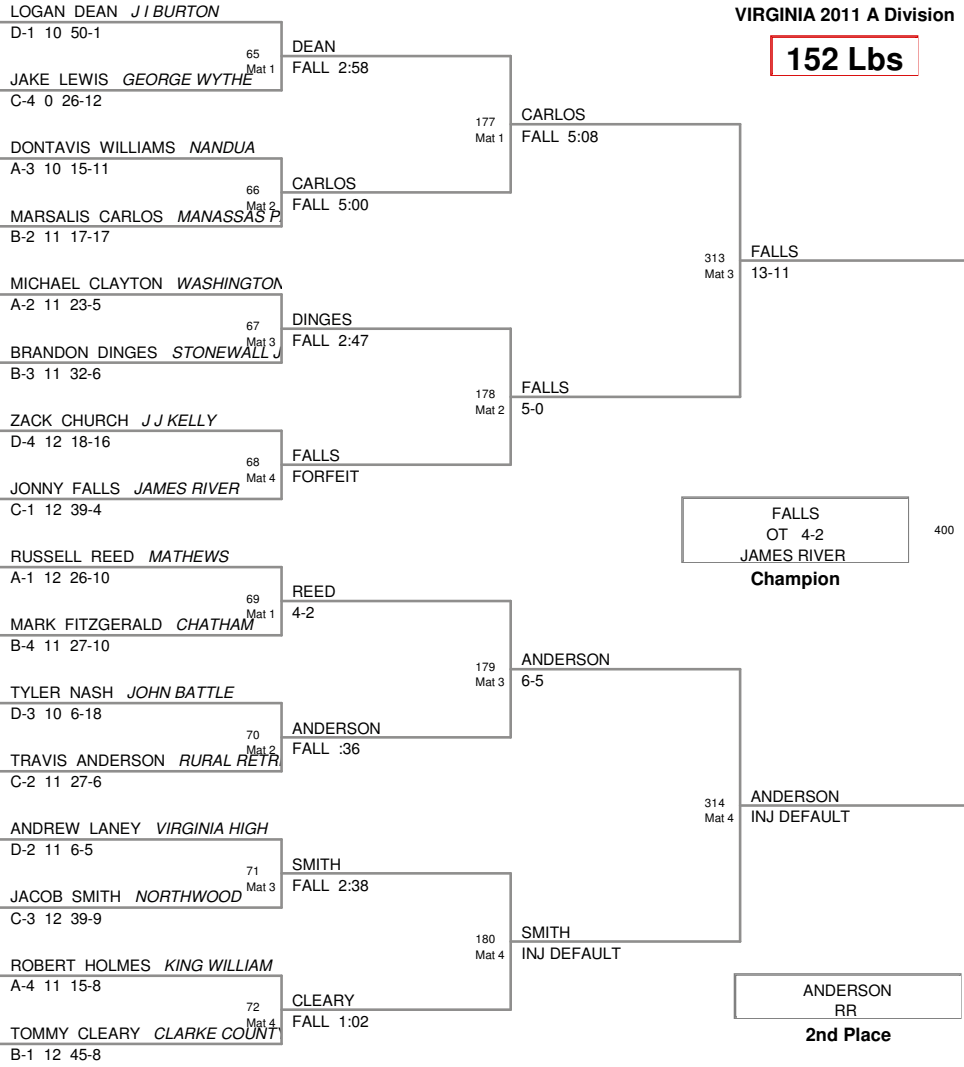 VIRGINIA 2011 A Division
152 Lbs
LOGAN DEAN J I BURTON
D-1 10 50-1
65
Mat 1
JAKE LEWIS GEORGE WYTHE
C-4 0 26-12
DEAN
FALL 2:58
DONTAVIS WILLIAMS NANDUA
A-3 10 15-11
66
Mat 2
MARSALIS CARLOS MANASSAS P
B-2 11 17-17
CARLOS
FALL 5:00
177
Mat 1
CARLOS
FALL 5:08
MICHAEL CLAYTON WASHINGTON
A-2 11 23-5
67
Mat 3
BRANDON DINGES STONEWALL J
B-3 11 32-6
DINGES
FALL 2:47
ZACK CHURCH J J KELLY
D-4 12 18-16
68
Mat 4
JONNY FALLS JAMES RIVER
C-1 12 39-4
FALLS
FORFEIT
178
Mat 2
FALLS
5-0
313
Mat 3
FALLS
13-11
RUSSELL REED MATHEWS
A-1 12 26-10
69
Mat 1
MARK FITZGERALD CHATHAM
B-4 11 27-10
REED
4-2
TYLER NASH JOHN BATTLE
D-3 10 6-18
70
Mat 2
TRAVIS ANDERSON RURAL RETR
C-2 11 27-6
ANDERSON
FALL :36
179
Mat 3
ANDERSON
6-5
ANDREW LANEY VIRGINIA HIGH
D-2 11 6-5
71
Mat 3
JACOB SMITH NORTHWOOD
C-3 12 39-9
SMITH
FALL 2:38
ROBERT HOLMES KING WILLIAM
A-4 11 15-8
72
Mat 4
TOMMY CLEARY CLARKE COUNTY
B-1 12 45-8
CLEARY
FALL 1:02
180
Mat 4
SMITH
INJ DEFAULT
314
Mat 4
ANDERSON
INJ DEFAULT
FALLS
OT 4-2
JAMES RIVER
Champion
400
ANDERSON
RR
2nd Place